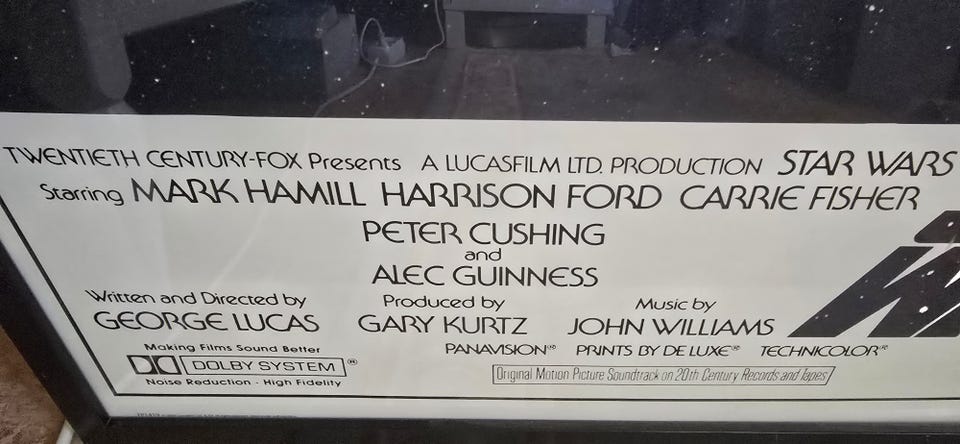 TWENTIETH CENTURY-FOX Presents A LUCASFILM LTD. PRODUCTION STAR WARS
Starring MARK HAMILL HARRISON FORD CARRIE FISHER
PETER CUSHING
and
ALEC GUINNESS
Written and Directed by
GEORGE LUCAS
Produced by
GARY KURTZ
Music by
JOHN WILLIAMS
PANAVISION® PRINTS BY DE LUXE® TECHNICOLOR®
Making Films Sound Better
DOLBY SYSTEM®
Noise Reduction · High Fidelity
Original Motion Picture Soundtrack on 20th Century Records and Tapes